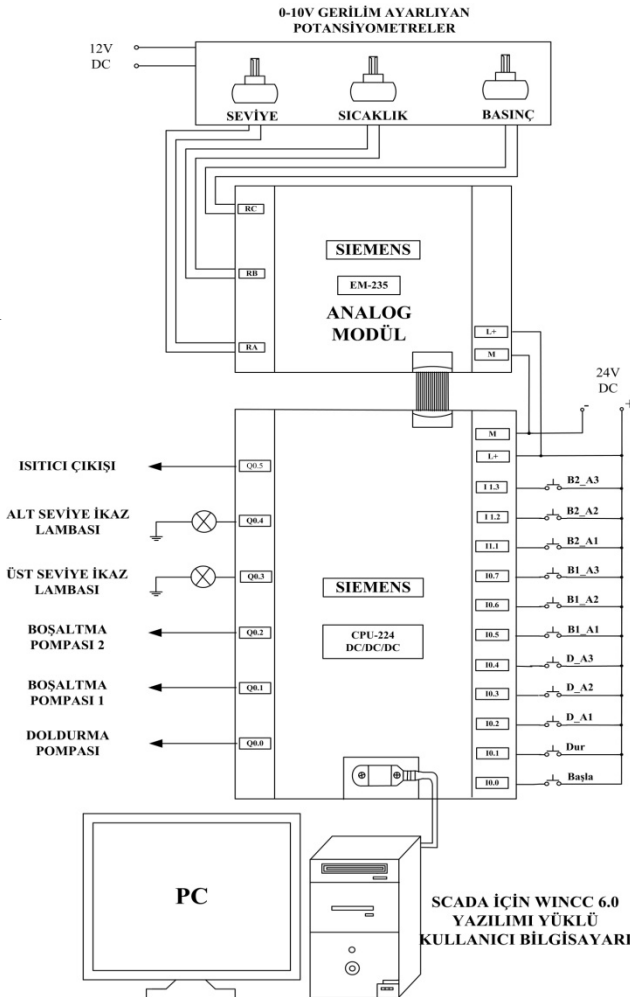 0-10V GERİLİM AYARLIYAN
POTANSİYOMETRELER
12V
DC
SEVİYE
SICAKLIK
BASINÇ
RC
RB
RA
SIEMENS
EM-235
ANALOG
MODÜL
L+
M
24V
DC
-
+
M
L+
I 1.3
B2_A3
I 1.2
B2_A2
I1.1
B2_A1
I0.7
B1_A3
I0.6
B1_A2
I0.5
B1_A1
I0.4
D_A3
I0.3
D_A2
I0.2
D_A1
I0.1
Dur
I0.0
Başla
ISITICI ÇIKIŞI
Q0.5
ALT SEVİYE İKAZ
LAMBASI
Q0.4
ÜST SEVİYE İKAZ
LAMBASI
Q0.3
BOŞALTMA
POMPASI 2
Q0.2
BOŞALTMA
POMPASI 1
Q0.1
DOLDURMA
POMPASI
Q0.0
SIEMENS
CPU-224
DC/DC/DC
PC
SCADA İÇİN WINCC 6.0
YAZILIMI YÜKLÜ
KULLANICI BİLGİSAYARI